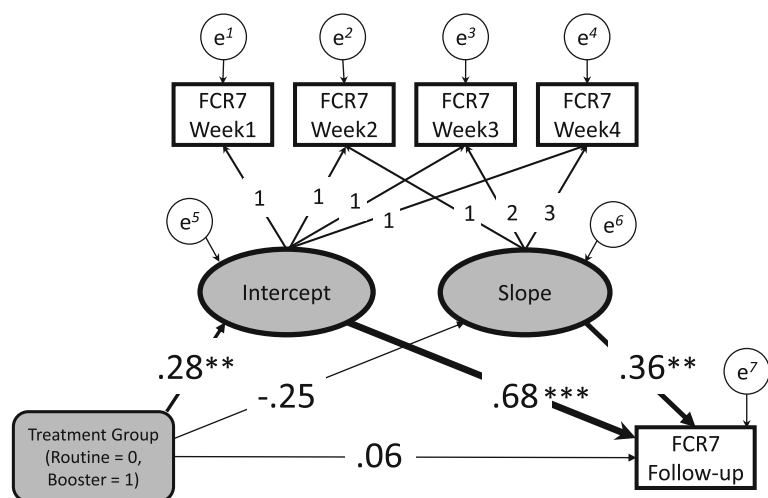 e1
e2
e3
e4
FCR7
Week1
FCR7
Week2
FCR7
Week3
FCR7
Week4
1
1
1
1
1
2
3
e5
e6
Intercept
Slope
.28**
-.25
.68***
.36**
e7
Treatment Group
(Routine = 0,
Booster = 1)
.06
FCR7
Follow-up